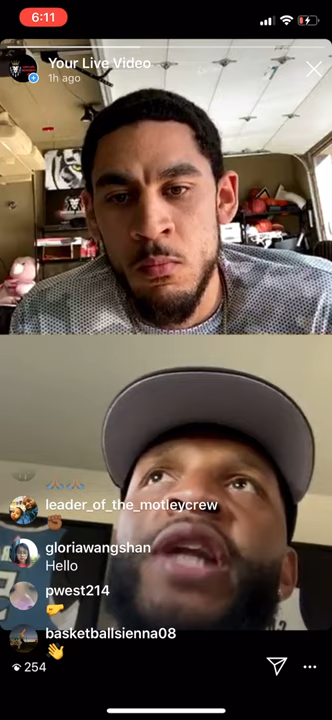 6:11
Your Live Video
1h ago
leader_of_the_motleycrew
gloriawangshan
Hello
pwest214
basketballsienna08
254